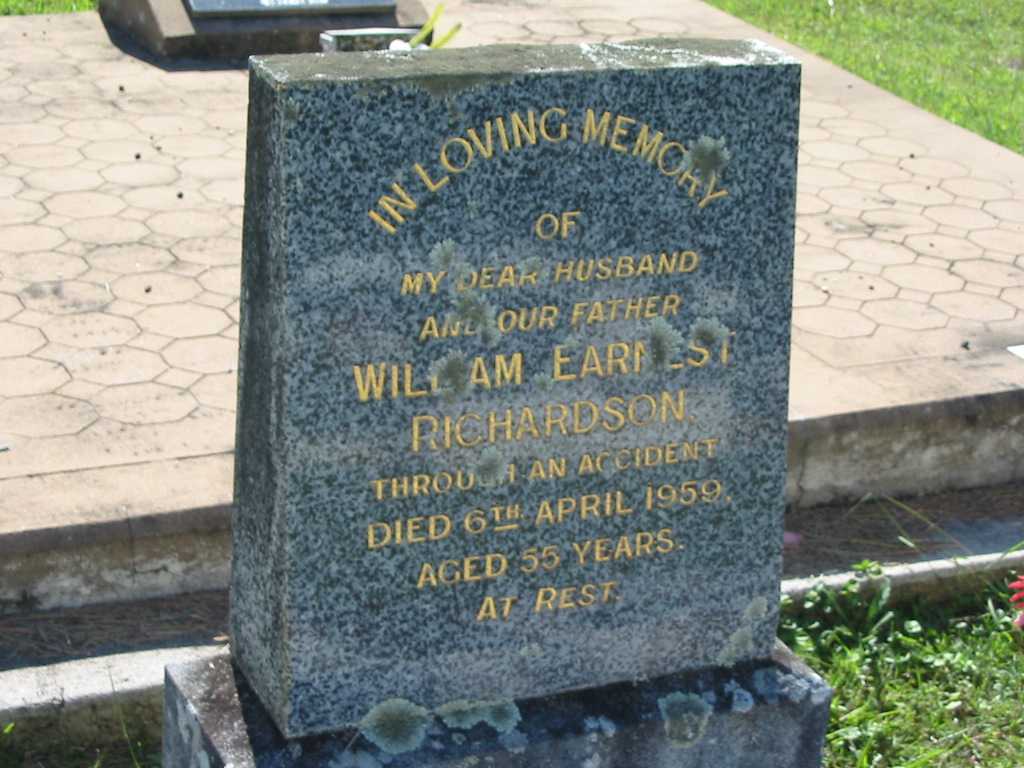 IN LOVING MEMORY
OF
MY DEAR HUSBAND
AND OUR FATHER
WILLIAM EARNEST
RICHARDSON.
THROUGH AN ACCIDENT
DIED 6TH. APRIL 1959.
AGED 55 YEARS.
AT REST.